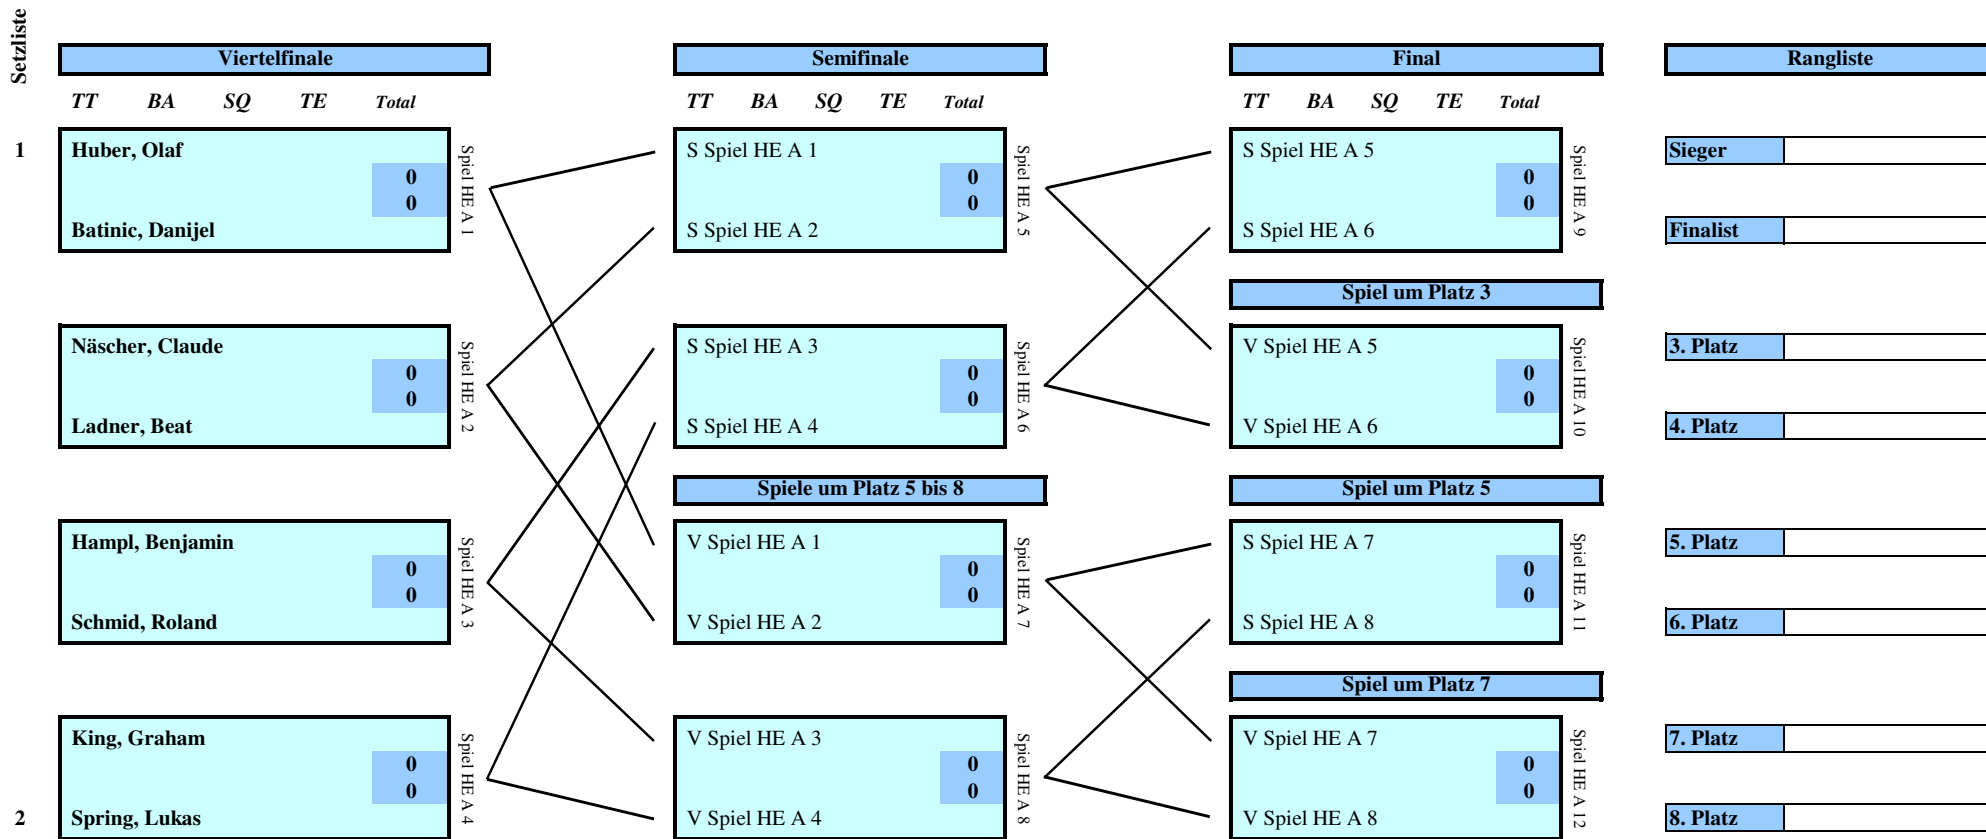 Setzliste
Viertelfinale Semifinale Final Rangliste
TT BA SQ TE Total TT BA SQ TE Total TT BA SQ TE Total
1 Huber, Olaf S Spiel HE A 1 S Spiel HE A 5 Sieger
0 0 0
0 0 0
Batinic, Danijel S Spiel HE A 2 S Spiel HE A 6 Finalist
Spiel HE A 1 Spiel HE A 5 Spiel HE A 9
Spiel um Platz 3
Näscher, Claude S Spiel HE A 3 V Spiel HE A 5 3. Platz
0 0 0
0 0 0
Ladner, Beat S Spiel HE A 4 V Spiel HE A 6 4. Platz
Spiel HE A 2 Spiel HE A 6 Spiel HE A 10
Spiele um Platz 5 bis 8 Spiel um Platz 5
Hampl, Benjamin V Spiel HE A 1 S Spiel HE A 7 5. Platz
0 0 0
0 0 0
Schmid, Roland V Spiel HE A 2 S Spiel HE A 8 6. Platz
Spiel HE A 3 Spiel HE A 7 Spiel HE A 11
Spiel um Platz 7
King, Graham V Spiel HE A 3 V Spiel HE A 7 7. Platz
0 0 0
0 0 0
2 Spring, Lukas V Spiel HE A 4 V Spiel HE A 8 8. Platz
Spiel HE A 4 Spiel HE A 8 Spiel HE A 12